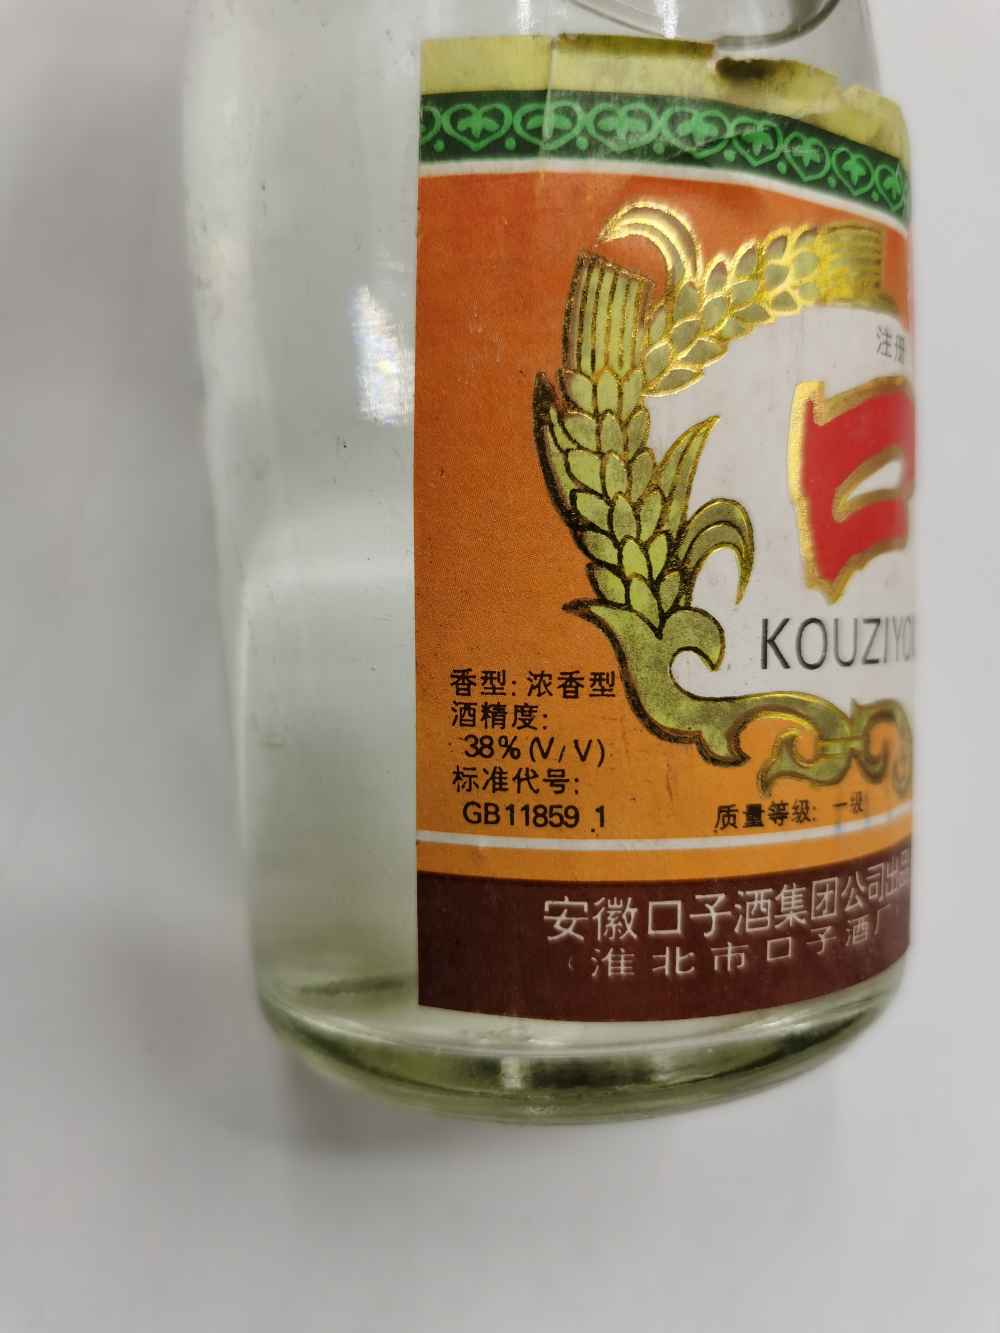 注册
口
KOUZIYO
香型：浓香型
酒精度：
38%(V/V)
标准代号：
GB11859.1
质量等级：一级
安徽口子酒集团公司出品
淮北市口子酒厂